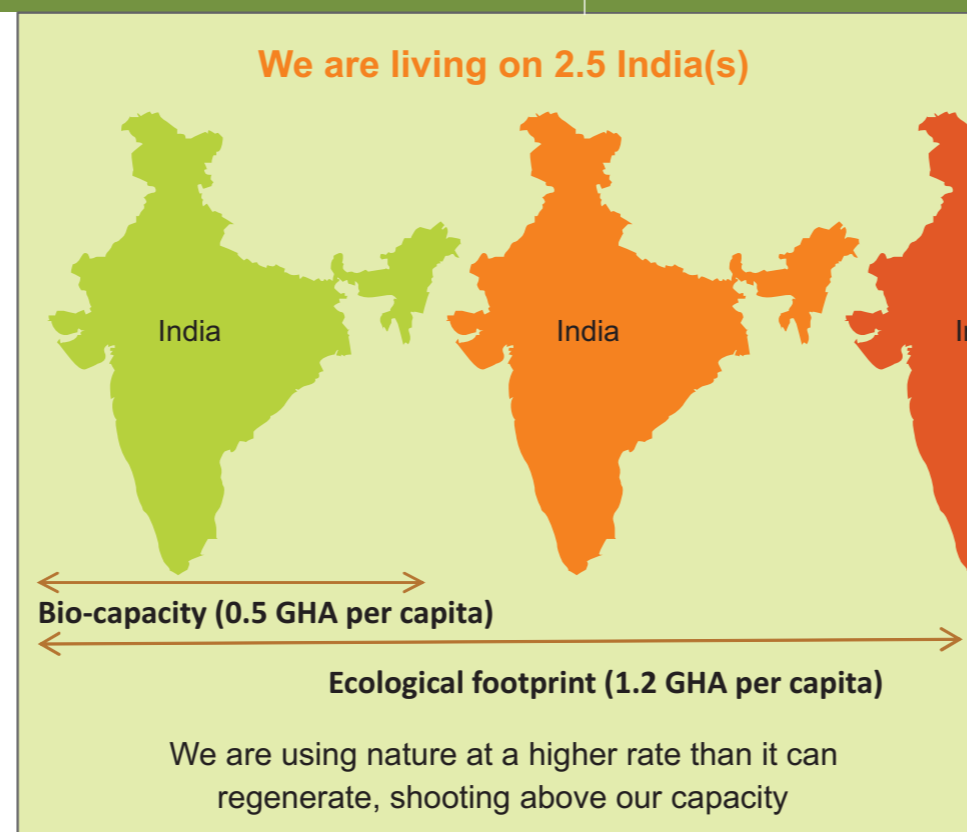 We are living on 2.5 India(s)
India
India
Bio-capacity (0.5 GHA per capita)
Ecological footprint (1.2 GHA per capita)
We are using nature at a higher rate than it can
regenerate, shooting above our capacity